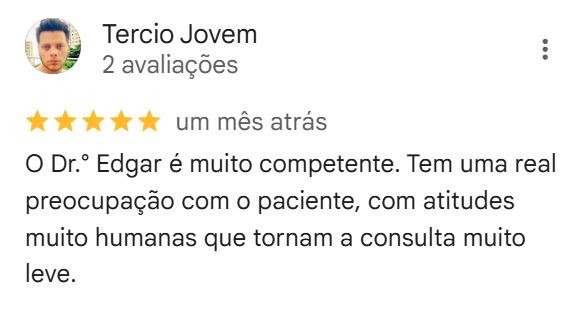 Tercio Jovem
2 avaliações
um mês atrás
O Dr.° Edgar é muito competente. Tem uma real
preocupação com o paciente, com atitudes
muito humanas que tornam a consulta muito
leve.